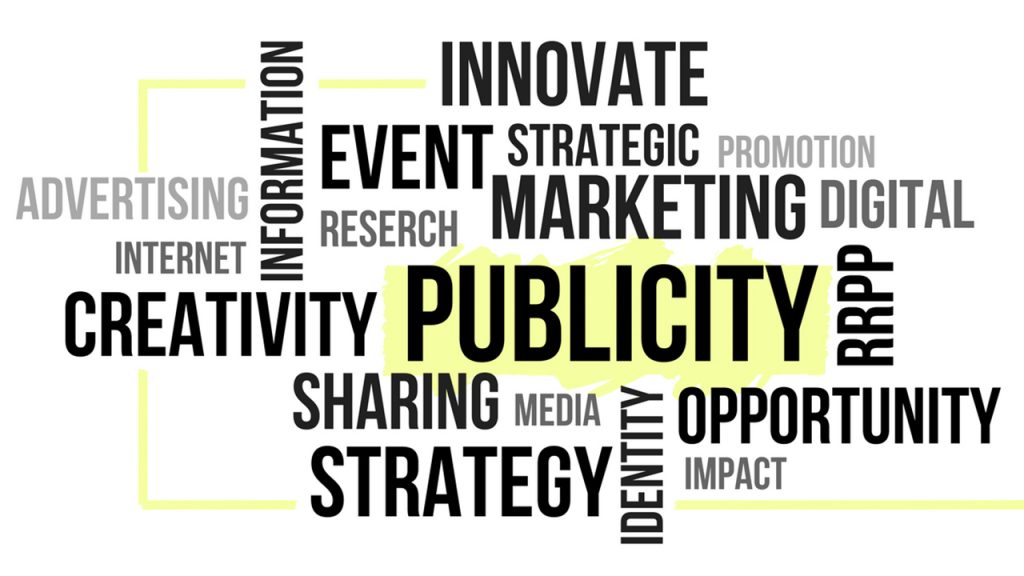 INNOVATE
INFORMATION
EVENT
STRATEGIC
PROMOTION
ADVERTISING
MARKETING
DIGITAL
RESERCH
INTERNET
PUBLICITY
RRPP
CREATIVITY
SHARING
MEDIA
IDENTITY
OPPORTUNITY
STRATEGY
IMPACT